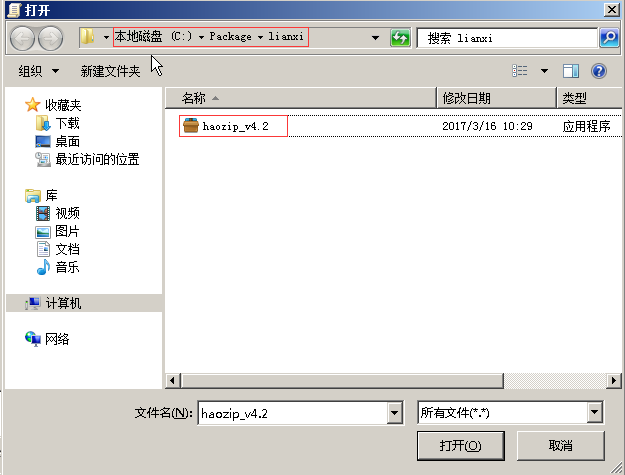 打开
本地磁盘 (C:) Package lianxi
搜索 lianxi
组织 新建文件夹
收藏夹
下载
桌面
最近访问的位置
库
视频
图片
文档
音乐
计算机
网络
名称 修改日期 类型
haozip_v4.2 2017/3/16 10:29 应用程序
文件名(N): haozip_v4.2 所有文件(*.*)
打开(O) 取消